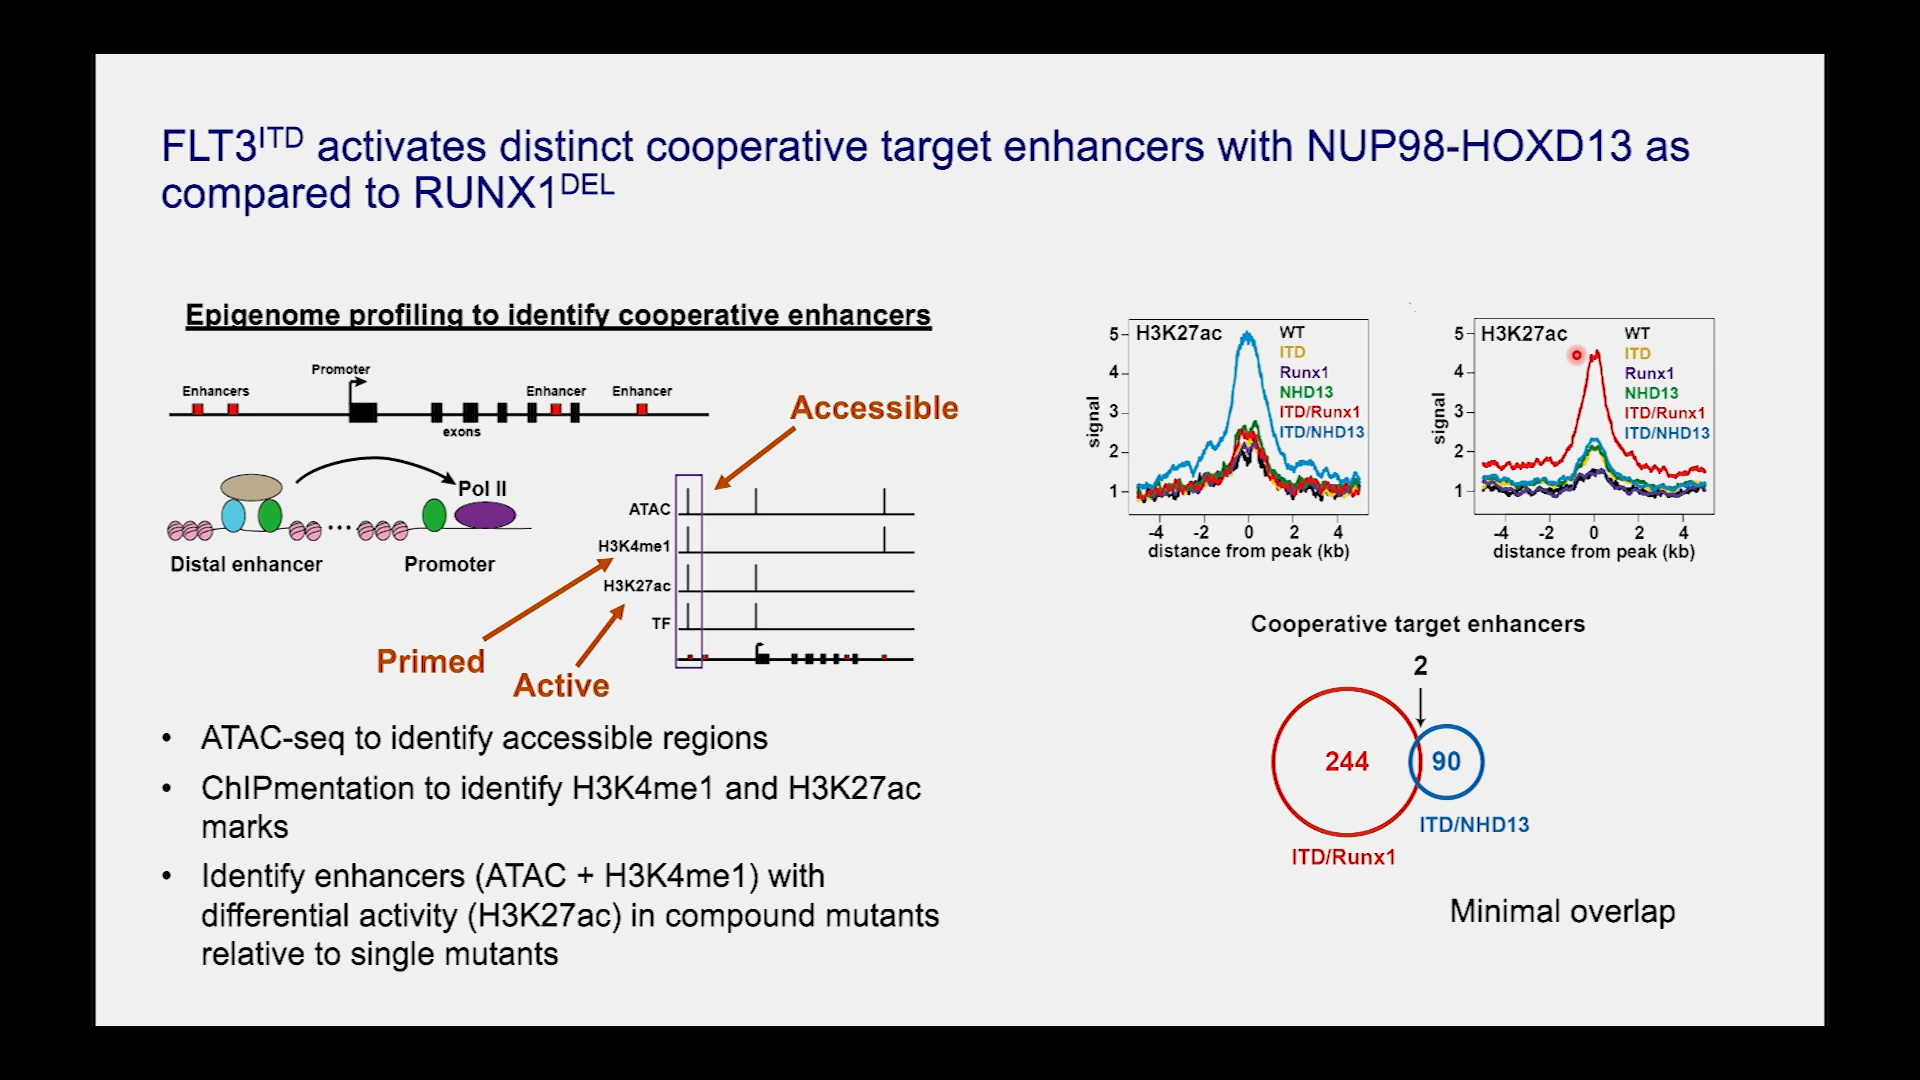 FLT3ITD activates distinct cooperative target enhancers with NUP98-HOXD13 as
compared to RUNX1DEL
Epigenome profiling to identify cooperative enhancers
Promoter
Enhancers
Enhancer
Enhancer
exons
Accessible
Pol II
Distal enhancer
Promoter
ATAC
H3K4me1
H3K27ac
TF
Primed
Active
• ATAC-seq to identify accessible regions
• ChIPmentation to identify H3K4me1 and H3K27ac
marks
• Identify enhancers (ATAC + H3K4me1) with
differential activity (H3K27ac) in compound mutants
relative to single mutants
H3K27ac
WT
ITD
Runx1
NHD13
ITD/Runx1
ITD/NHD13
signal
5
4
3
2
1
-4 -2 0 2 4
distance from peak (kb)
H3K27ac
WT
ITD
Runx1
NHD13
ITD/Runx1
ITD/NHD13
signal
5
4
3
2
1
-4 -2 0 2 4
distance from peak (kb)
Cooperative target enhancers
2
244
90
ITD/NHD13
ITD/Runx1
Minimal overlap